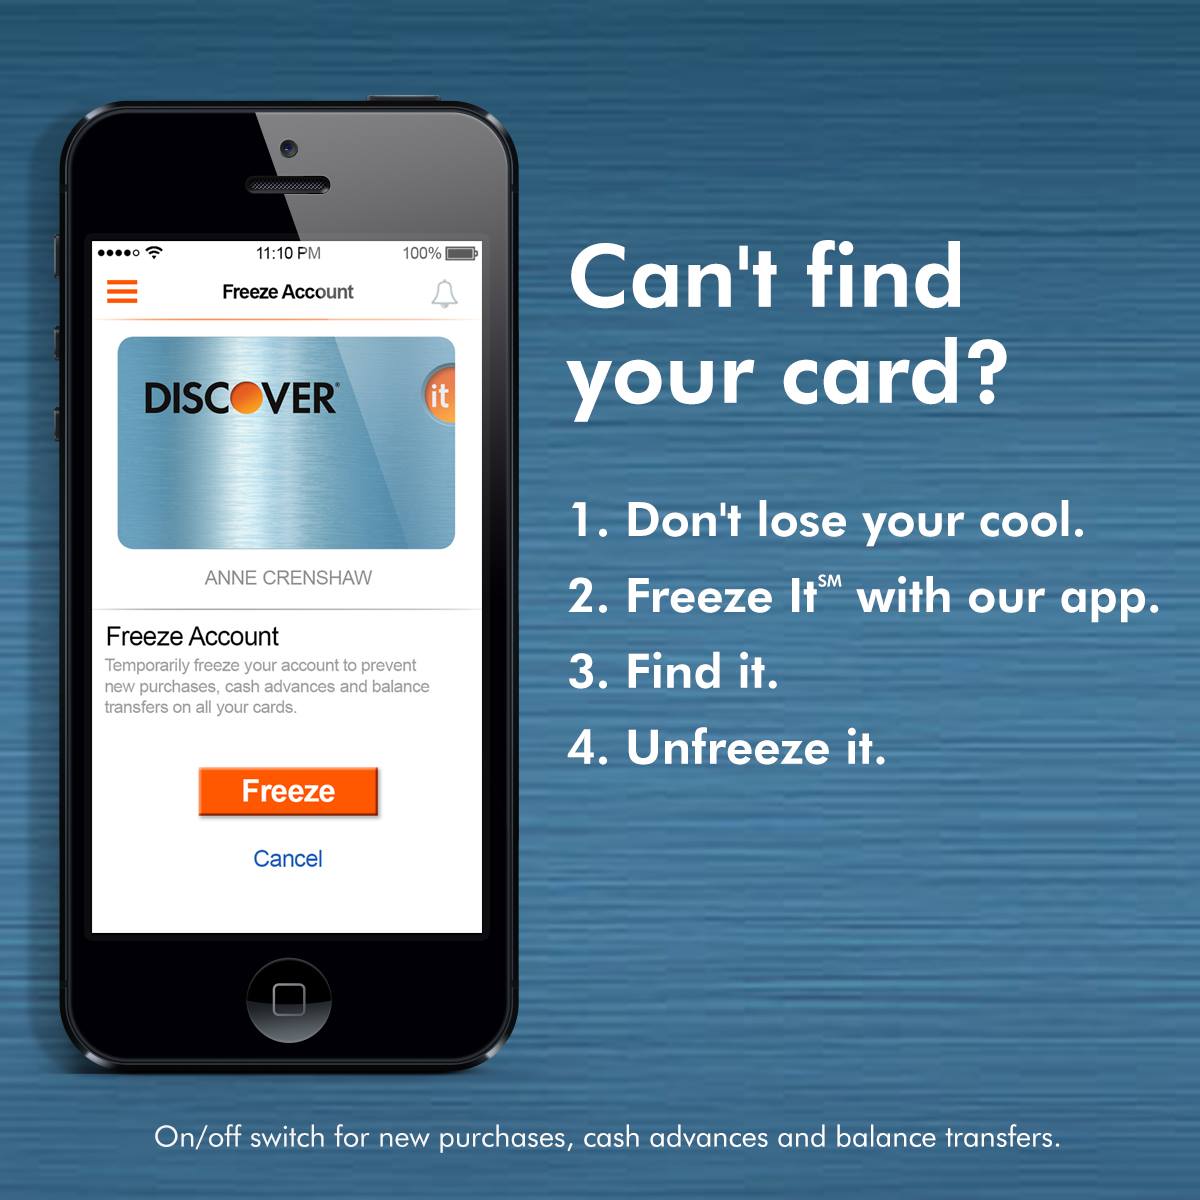 11:10 PM 100%
Freeze Account
DISCOVER®
it
ANNE CRENSHAW
Freeze Account
Temporarily freeze your account to prevent
new purchases, cash advances and balance
transfers on all your cards.
Freeze
Cancel
Can't find
your card?
1. Don't lose your cool.
2. Freeze It℠ with our app.
3. Find it.
4. Unfreeze it.
On/off switch for new purchases, cash advances and balance transfers.